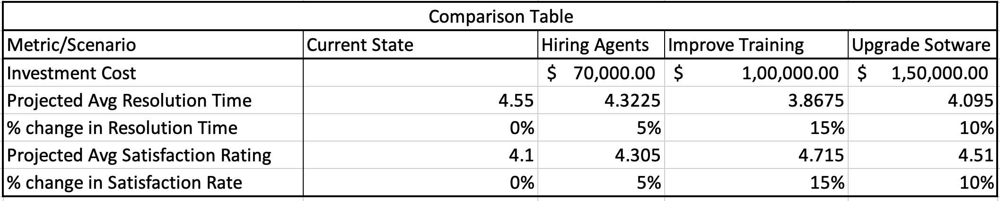 Comparison Table
Metric/Scenario Current State Hiring Agents Improve Training Upgrade Sotware
Investment Cost $ 70,000.00 $ 1,00,000.00 $ 1,50,000.00
Projected Avg Resolution Time 4.55 4.3225 3.8675 4.095
% change in Resolution Time 0% 5% 15% 10%
Projected Avg Satisfaction Rating 4.1 4.305 4.715 4.51
% change in Satisfaction Rate 0% 5% 15% 10%